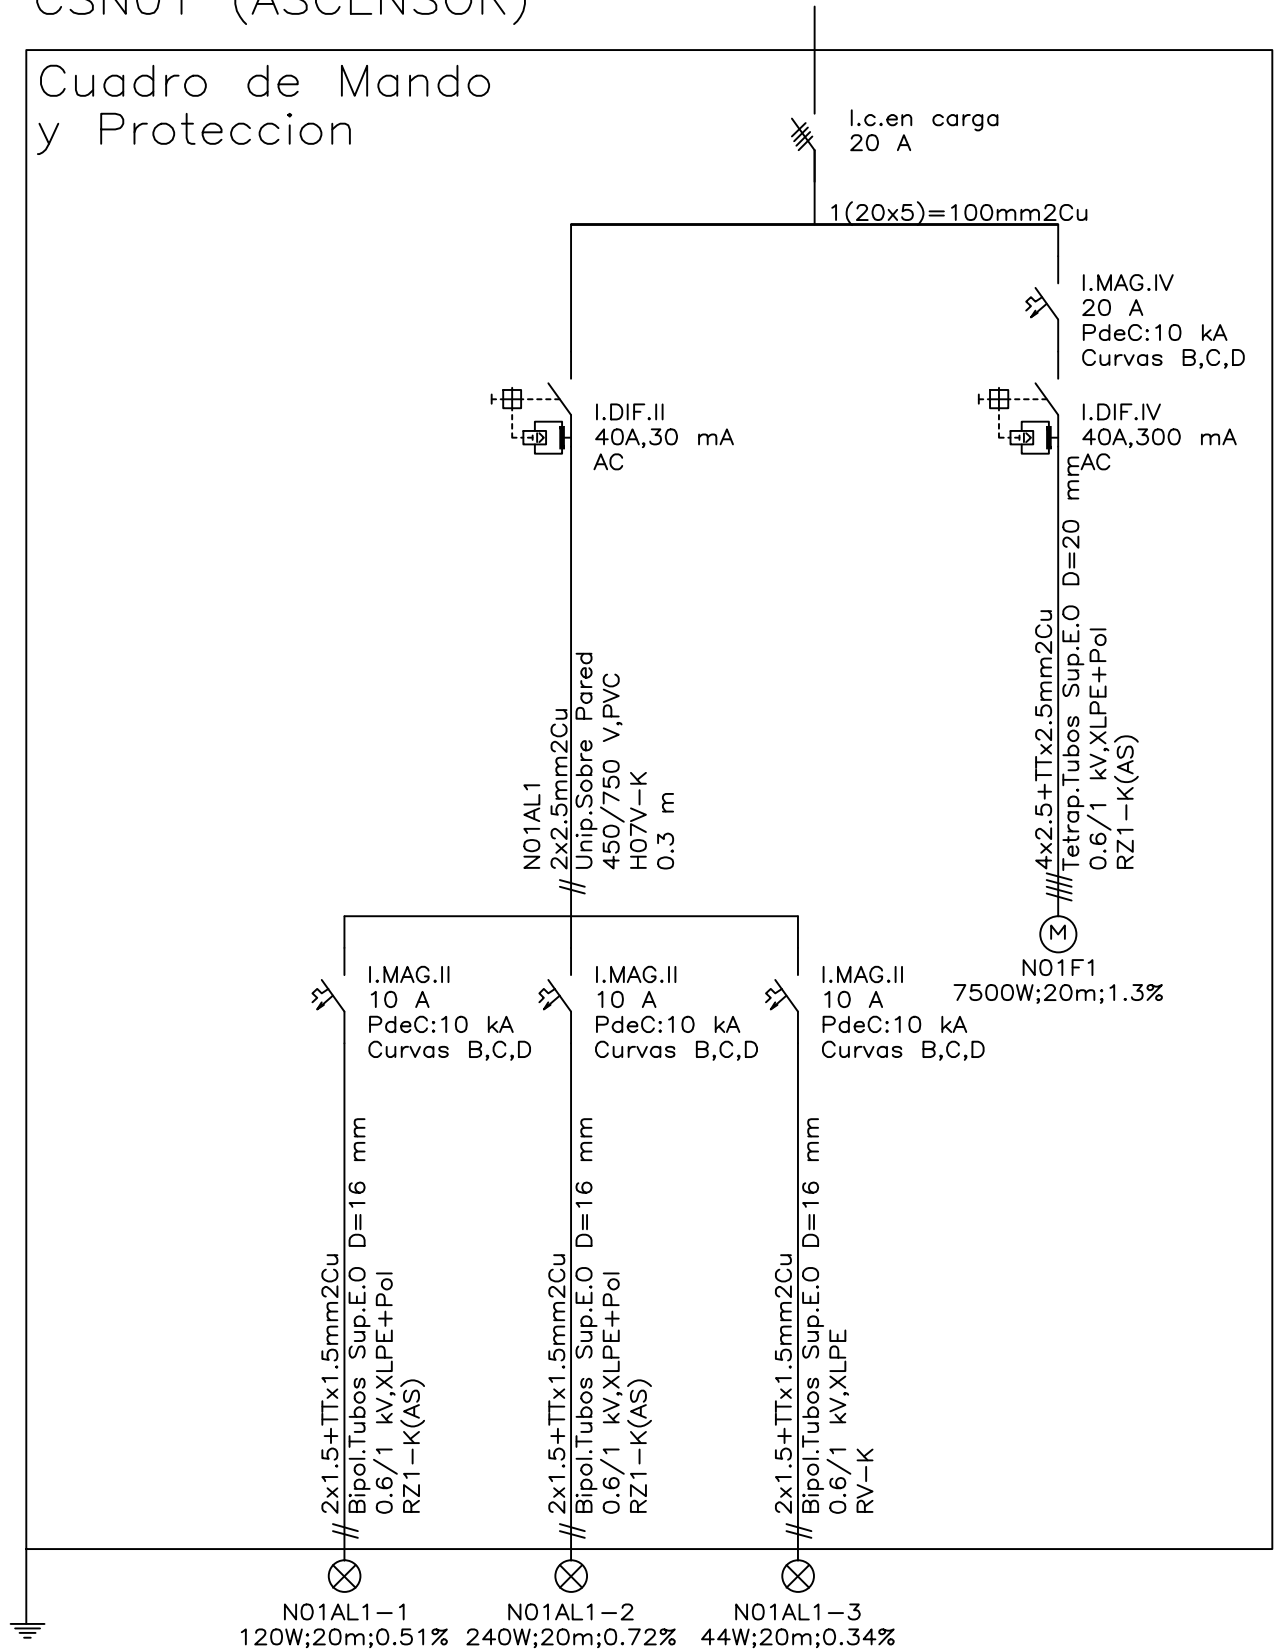 CSN01 (ASCENSOR)
Cuadro de Mando
y Proteccion
I.c.en carga
20 A
1(20x5)=100mm2Cu
I.MAG.IV
20 A
PdeC:10 kA
Curvas B,C,D
I.DIF.II
40A,30 mA
AC
I.DIF.IV
40A,300 mA
AC
N01AL1
2x2.5mm2Cu
Unip.Sobre Pared
450/750 V,PVC
H07V-K
0.3 m
4x2.5+TTx2.5mm2Cu
Tetrap.Tubos Sup.E.O D=20 mm
0.6/1 kV,XLPE+Pol
RZ1-K(AS)
M
N01F1
7500W;20m;1.3%
I.MAG.II
10 A
PdeC:10 kA
Curvas B,C,D
I.MAG.II
10 A
PdeC:10 kA
Curvas B,C,D
I.MAG.II
10 A
PdeC:10 kA
Curvas B,C,D
2x1.5+TTx1.5mm2Cu
Bipol.Tubos Sup.E.O D=16 mm
0.6/1 kV,XLPE+Pol
RZ1-K(AS)
2x1.5+TTx1.5mm2Cu
Bipol.Tubos Sup.E.O D=16 mm
0.6/1 kV,XLPE+Pol
RZ1-K(AS)
2x1.5+TTx1.5mm2Cu
Bipol.Tubos Sup.E.O D=16 mm
0.6/1 kV,XLPE
RV-K
N01AL1-1
120W;20m;0.51%
N01AL1-2
240W;20m;0.72%
N01AL1-3
44W;20m;0.34%